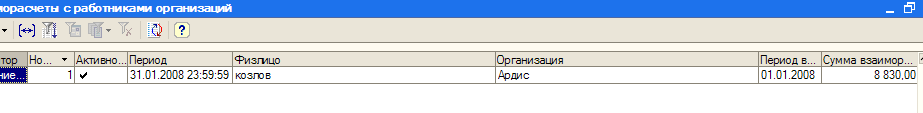 морасчеты с работниками организаций
тор Но... Активно... Период Физлицо Организация Период в... Сумма взаимор...
ние... 1 31.01.2008 23:59:59 козлов Ардис 01.01.2008 8 830,00